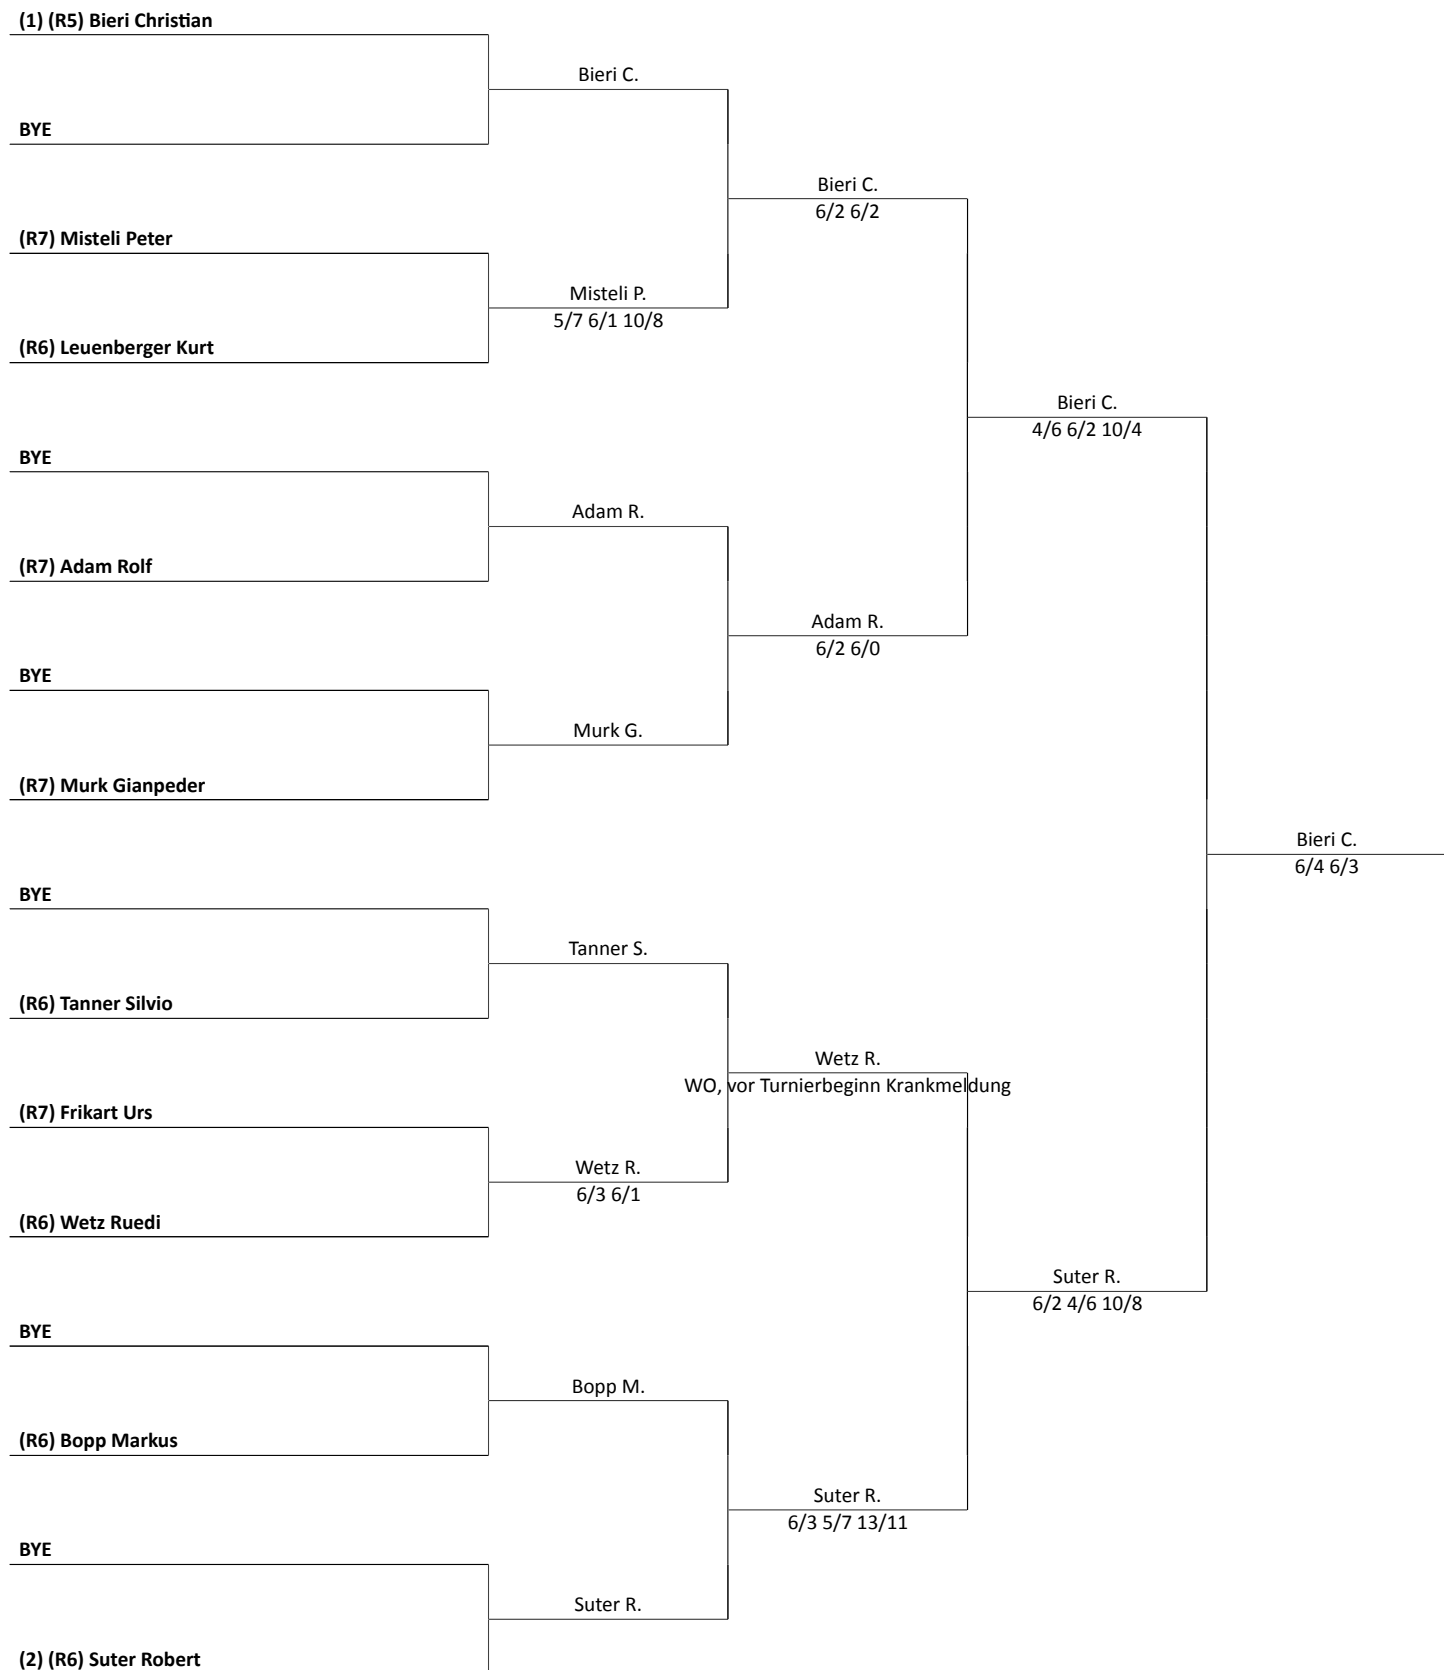 (1) (R5) Bieri Christian
Bieri C.
BYE
Bieri C.
6/2 6/2
(R7) Misteli Peter
Misteli P.
5/7 6/1 10/8
(R6) Leuenberger Kurt
Bieri C.
4/6 6/2 10/4
BYE
Adam R.
(R7) Adam Rolf
Adam R.
6/2 6/0
BYE
Murk G.
(R7) Murk Gianpeder
Bieri C.
6/4 6/3
BYE
Tanner S.
(R6) Tanner Silvio
Wetz R.
WO, vor Turnierbeginn Krankmeldung
(R7) Frikart Urs
Wetz R.
6/3 6/1
(R6) Wetz Ruedi
Suter R.
6/2 4/6 10/8
BYE
Bopp M.
(R6) Bopp Markus
Suter R.
6/3 5/7 13/11
BYE
Suter R.
(2) (R6) Suter Robert